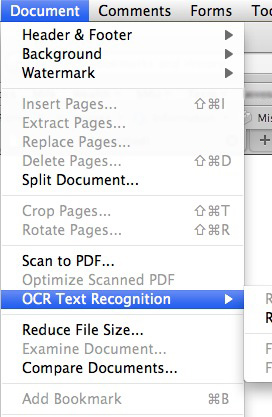 Document Comments Forms To
Header & Footer ▶
Background ▶
Watermark ▶
Mis
Insert Pages... ⇧⌘I
Extract Pages...
Replace Pages...
Delete Pages... ⇧⌘D
Split Document...
Crop Pages... ⇧⌘T
Rotate Pages... ⇧⌘R
Scan to PDF...
Optimize Scanned PDF
OCR Text Recognition ▶
R
R
Reduce File Size...
Examine Document... F
Compare Documents... F
Add Bookmark ⌘B